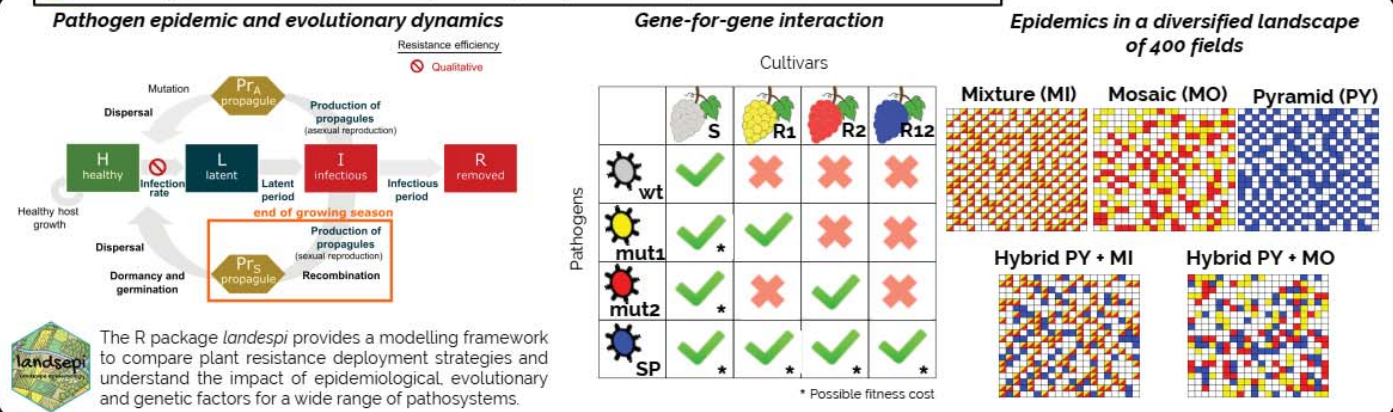 Pathogen epidemic and evolutionary dynamics
Resistance efficiency
Qualitative
Mutation
PrA
propagule
Dispersal
Production of
propagules
(asexual reproduction)
H
healthy
L
latent
I
infectious
R
removed
Infection
rate
Latent
period
Infectious
period
Healthy host
growth
end of growing season
Dispersal
Production of
propagules
(sexual reproduction)
Dormancy and
germination
PrS
propagule
Recombination
landsepi
The R package landespi provides a modelling framework
to compare plant resistance deployment strategies and
understand the impact of epidemiological, evolutionary
and genetic factors for a wide range of pathosystems.
Gene-for-gene interaction
Cultivars
S
R1
R2
R12
Pathogens
wt
mut1
*
mut2
*
SP
* * * *
* Possible fitness cost
Epidemics in a diversified landscape
of 400 fields
Mixture (MI)
Mosaic (MO)
Pyramid (PY)
Hybrid PY + MI
Hybrid PY + MO